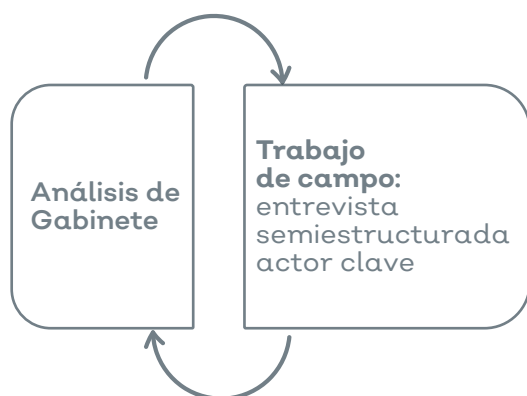 Análisis de
Gabinete
Trabajo
de campo:
entrevista
semiestructurada
actor clave